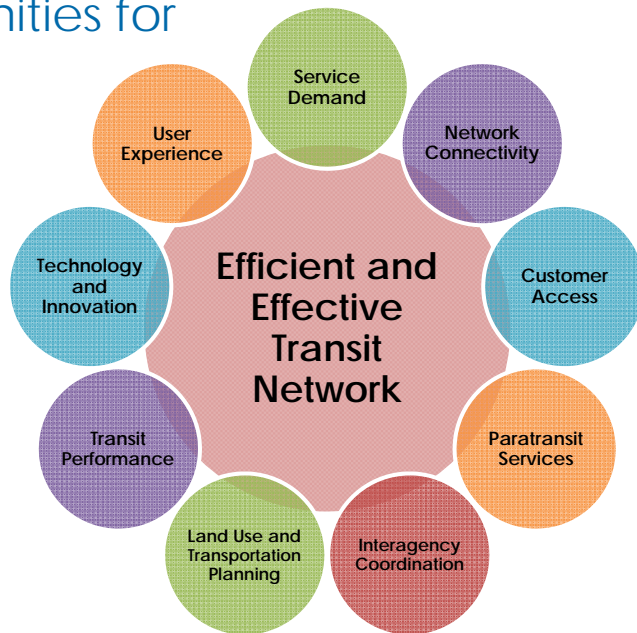 nities for
Service
Demand
Network
Connectivity
Customer
Access
Paratransit
Services
Interagency
Coordination
Land Use and
Transportation
Planning
Transit
Performance
Technology
and
Innovation
User
Experience
Efficient and
Effective
Transit
Network